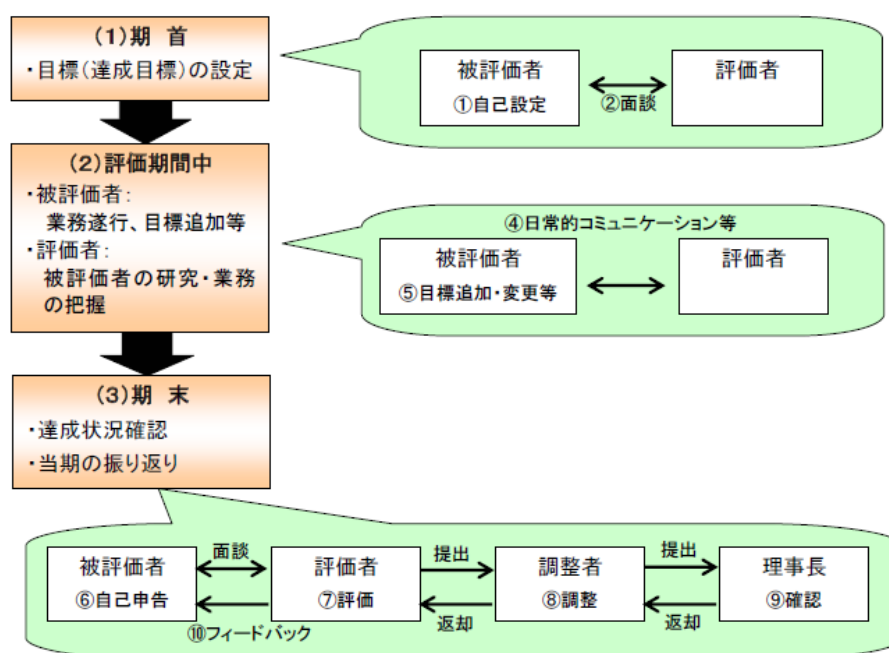 (1)期 首
・目標(達成目標)の設定
被評価者
①自己設定
②面談
評価者
(2)評価期間中
・被評価者:
業務遂行、目標追加等
・評価者:
被評価者の研究・業務
の把握
④日常的コミュニケーション等
被評価者
⑤目標追加・変更等
評価者
(3)期 末
・達成状況確認
・当期の振り返り
被評価者
⑥自己申告
面談
⑩フィードバック
評価者
⑦評価
提出
返却
調整者
⑧調整
提出
返却
理事長
⑨確認